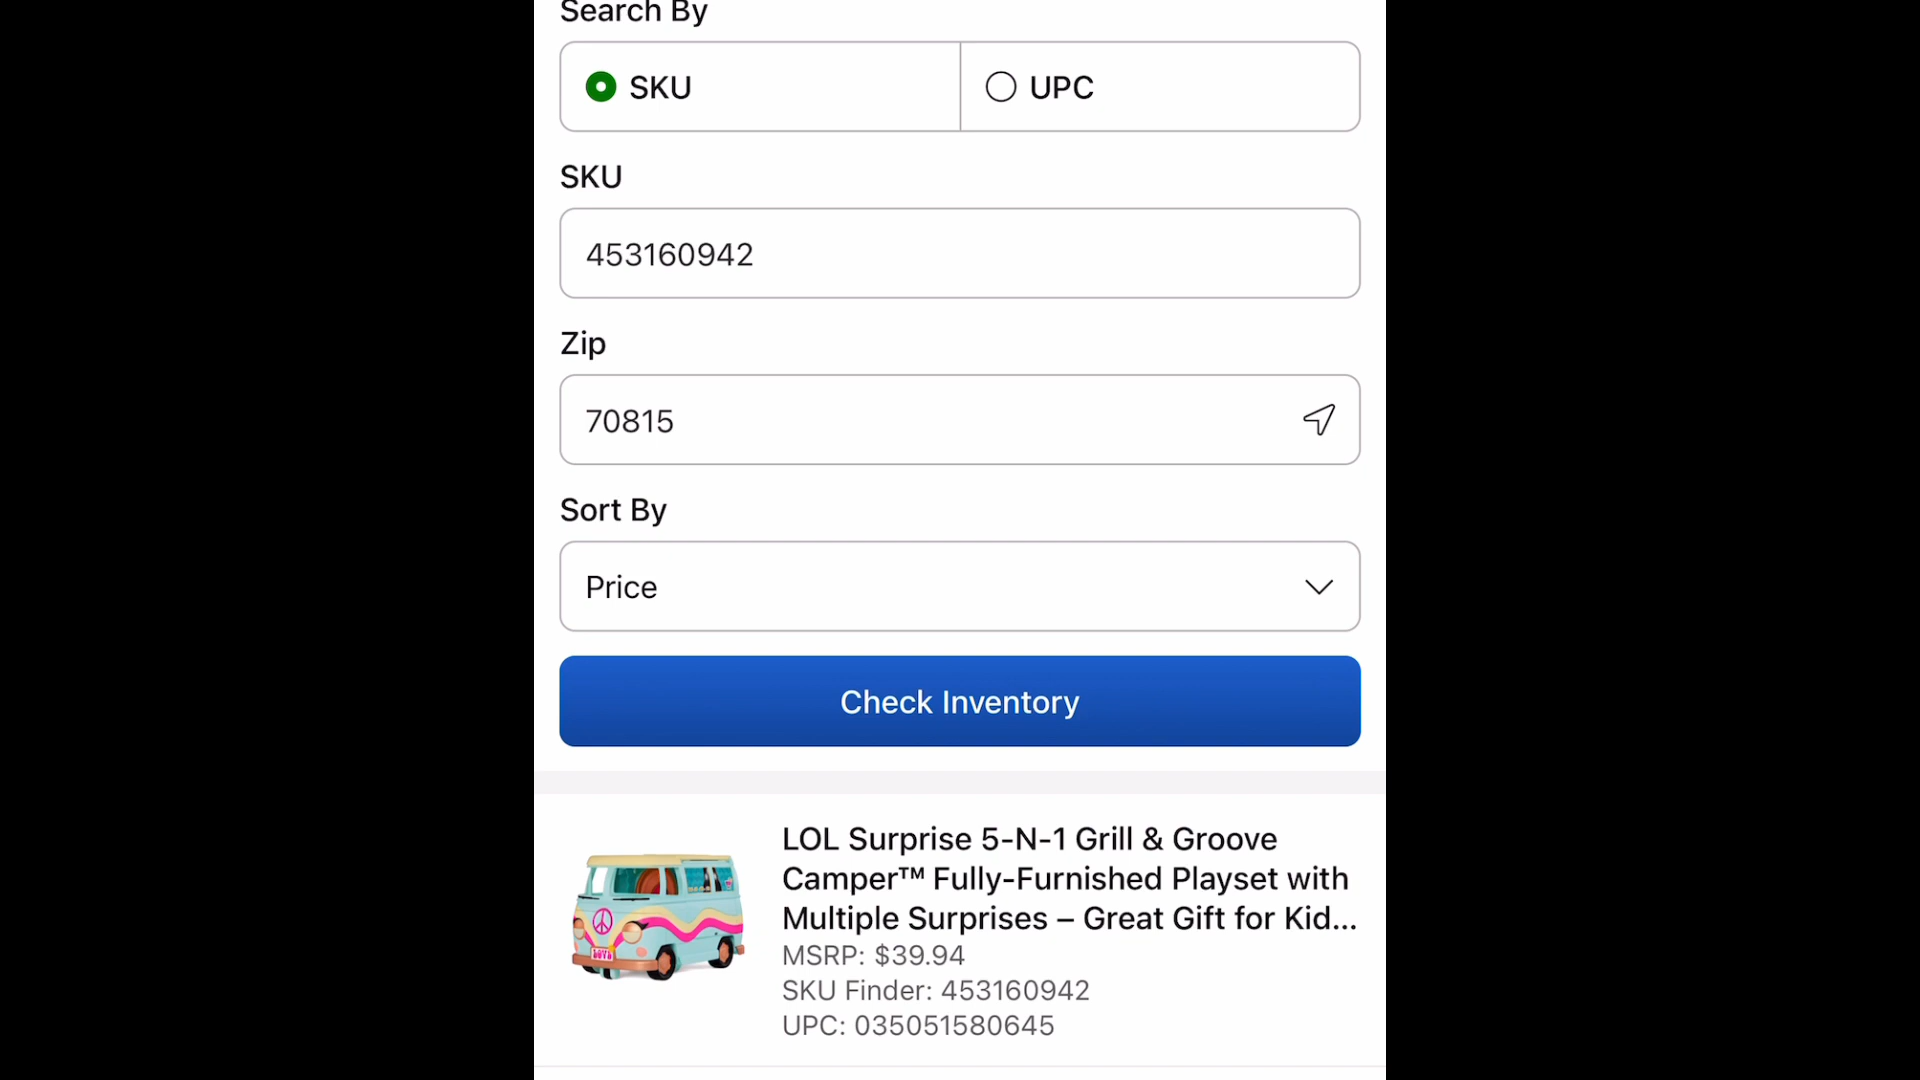 Search By
SKU
UPC
SKU
453160942
Zip
70815
Sort By
Price
Check Inventory
LOL Surprise 5-N-1 Grill & Groove
Camper™ Fully-Furnished Playset with
Multiple Surprises – Great Gift for Kid...
MSRP: $39.94
SKU Finder: 453160942
UPC: 035051580645
LOVE